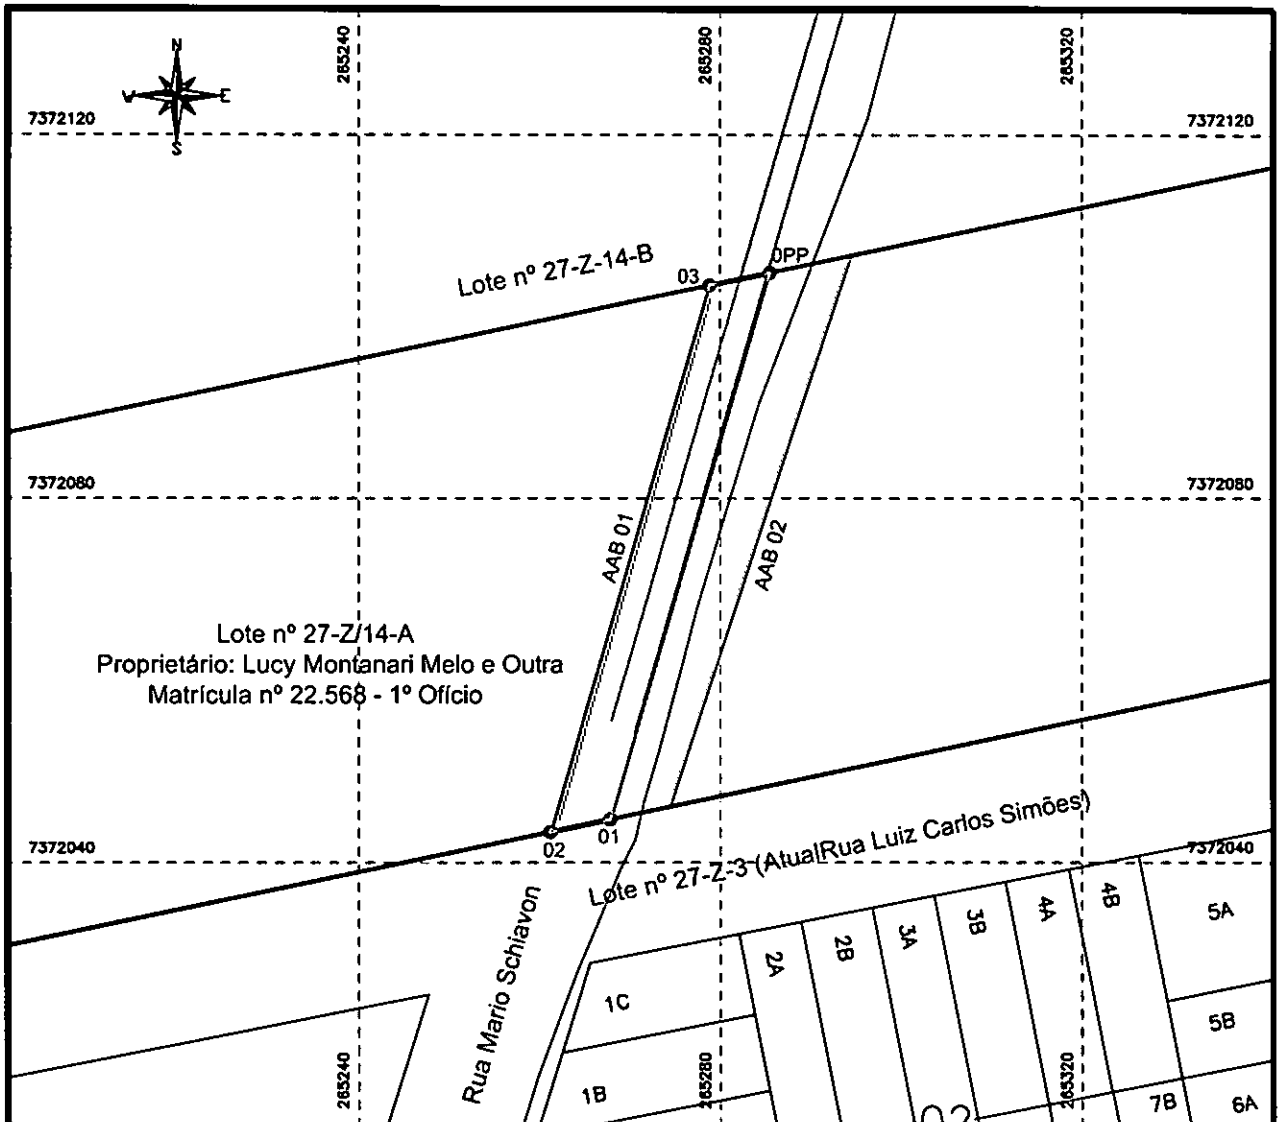 265240
265280
265320
N
W
E
S
7372120
7372120
Lote nº 27-Z-14-B
03
0PP
7372080
7372080
AAB 01
AAB 02
Lote nº 27-Z/14-A
Proprietário: Lucy Montanari Melo e Outra
Matrícula nº 22.568 - 1º Ofício
02
01
7372040
7372040
Lote nº 27-Z-3 (Atual Rua Luiz Carlos Simões)
Rua Mario Schiavon
2A
2B
3A
3B
4A
4B
5A
1C
5B
1B
7B
6A
265240
265280
265320